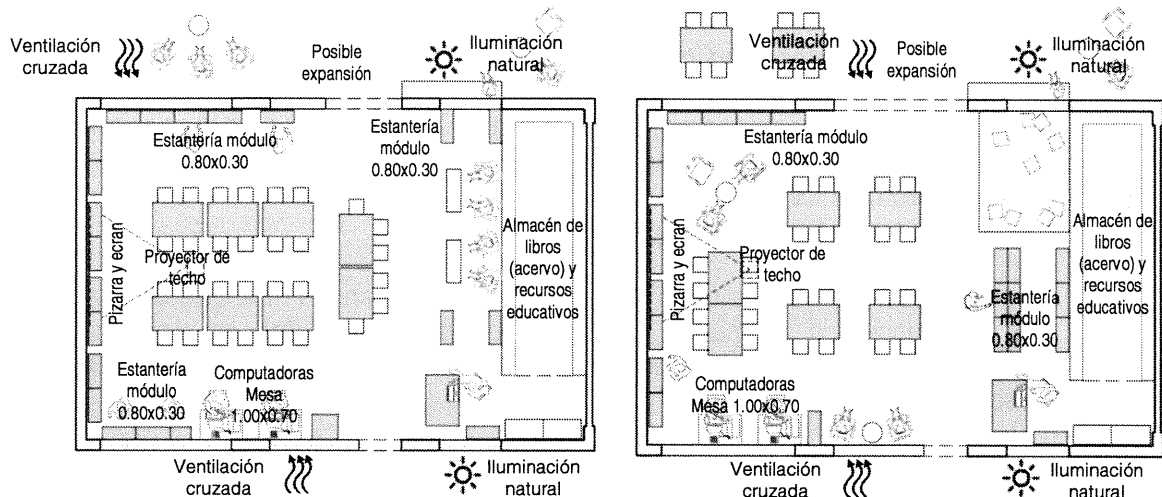 Ventilación
cruzada
Posible
expansión
Iluminación
natural
Estantería módulo
0.80x0.30
Estantería
módulo
0.80x0.30
Pizarra y ecran
Proyector de
techo
Almacén de
libros
(acervo) y
recursos
educativos
Estantería
módulo
0.80x0.30
Computadoras
Mesa
1.00x0.70
Ventilación
cruzada
Iluminación
natural
Ventilación
cruzada
Posible
expansión
Iluminación
natural
Estantería módulo
0.80x0.30
Pizarra y ecran
Proyector de
techo
Almacén de
libros
(acervo) y
recursos
educativos
Estantería
módulo
0.80x0.30
Computadoras
Mesa 1.00x0.70
Ventilación
cruzada
Iluminación
natural